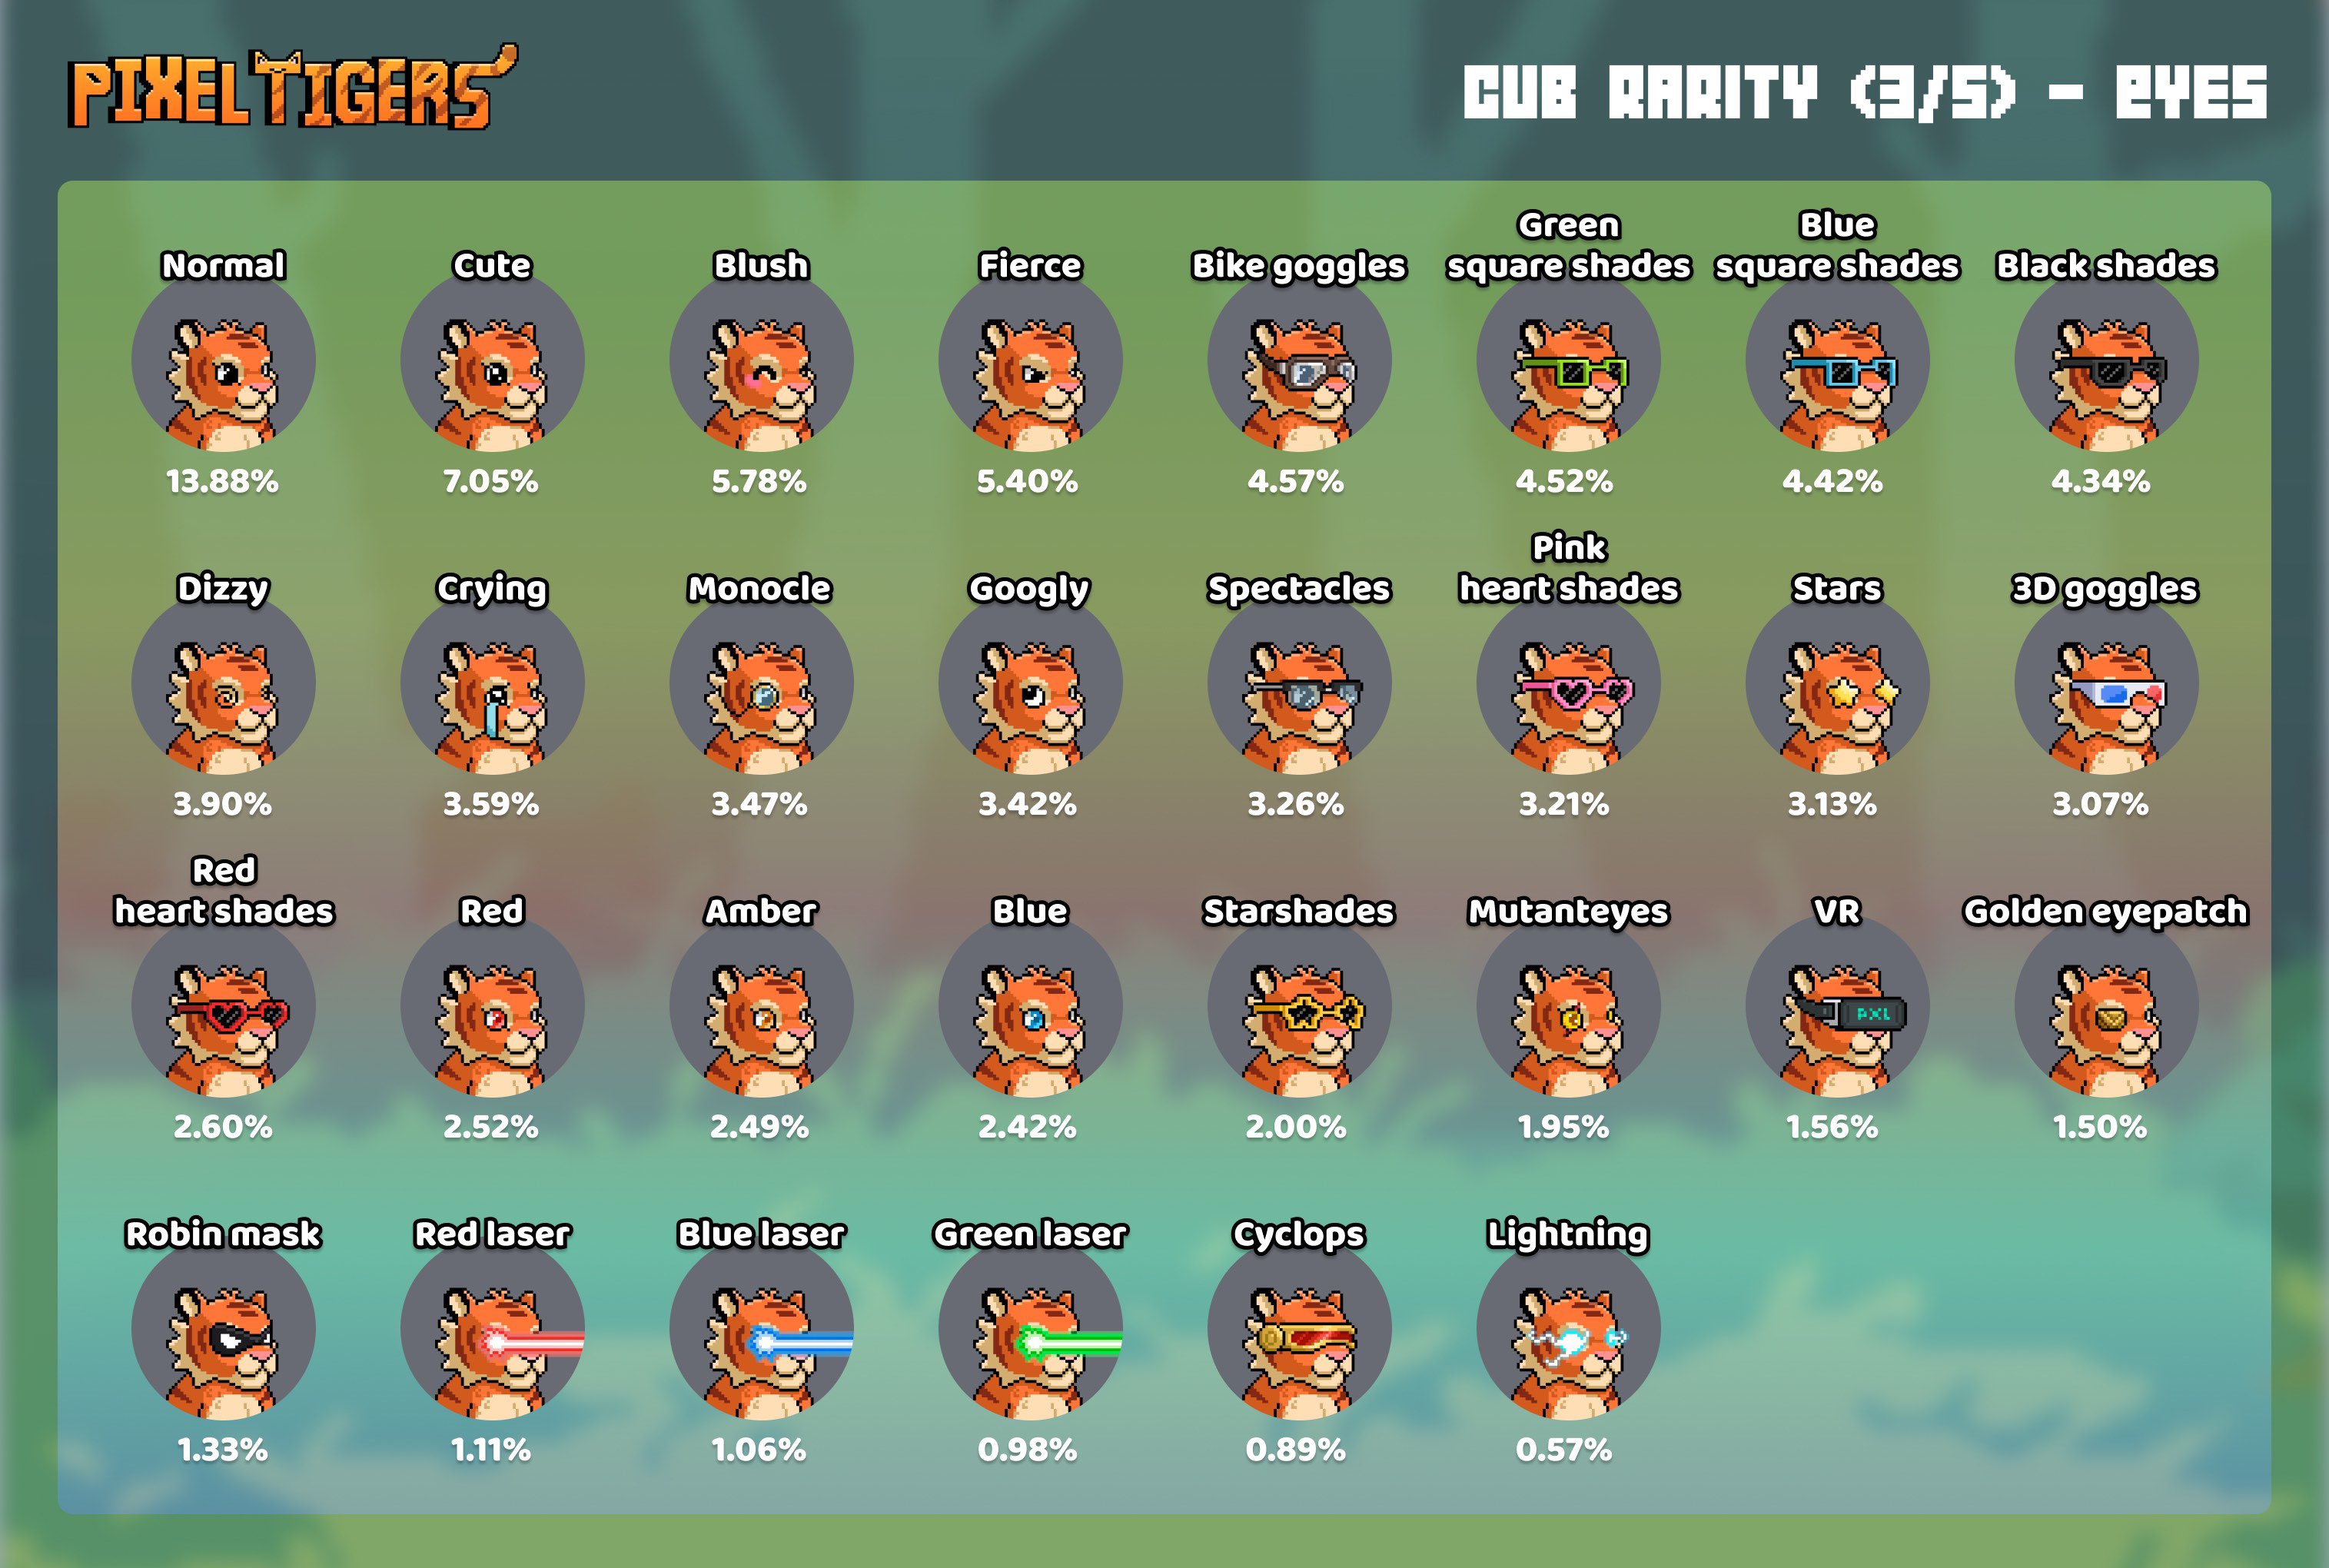 PIXEL TIGERS
CUB RARITY (3/5) - EYES
Green
Blue
Normal
Cute
Blush
Fierce
Bike goggles
square shades
square shades
Black shades
13.88%
7.05%
5.78%
5.40%
4.57%
4.52%
4.42%
4.34%
Pink
Dizzy
Crying
Monocle
Googly
Spectacles
heart shades
Stars
3D goggles
3.90%
3.59%
3.47%
3.42%
3.26%
3.21%
3.13%
3.07%
Red
heart shades
Red
Amber
Blue
Starshades
Mutanteyes
VR
Golden eyepatch
PXL
2.60%
2.52%
2.49%
2.42%
2.00%
1.95%
1.56%
1.50%
Robin mask
Red laser
Blue laser
Green laser
Cyclops
Lightning
1.33%
1.11%
1.06%
0.98%
0.89%
0.57%